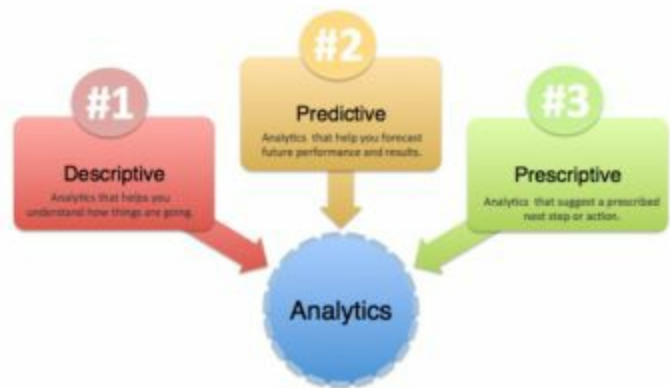 #1
Descriptive
Analytics that helps you
understand how things are going.
#2
Predictive
Analytics that help you forecast
future performance and results.
#3
Prescriptive
Analytics that suggest a prescribed
next step or action.
Analytics